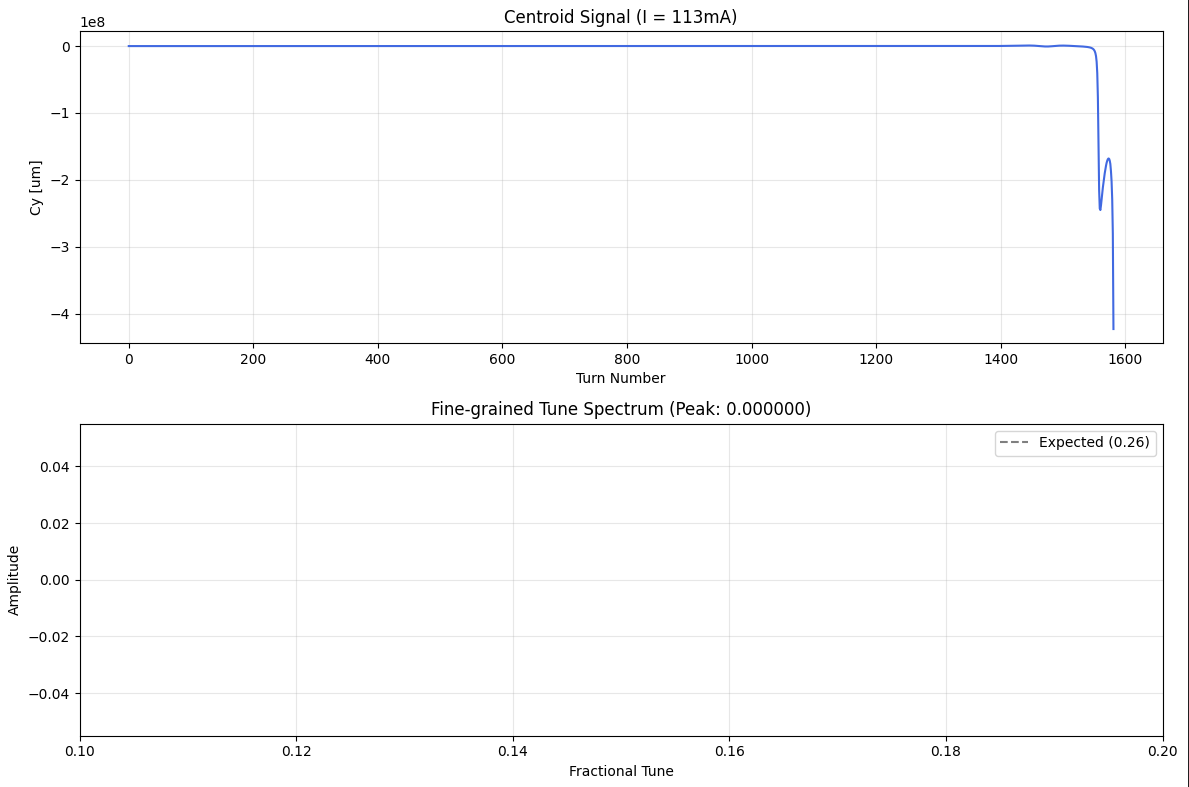 Centroid Signal (I = 113mA)
1e8
0
−1
−2
−3
−4
Cy [um]
0 200 400 600 800 1000 1200 1400 1600
Turn Number
Fine-grained Tune Spectrum (Peak: 0.000000)
Expected (0.26)
0.04
0.02
0.00
−0.02
−0.04
Amplitude
0.10 0.12 0.14 0.16 0.18 0.20
Fractional Tune